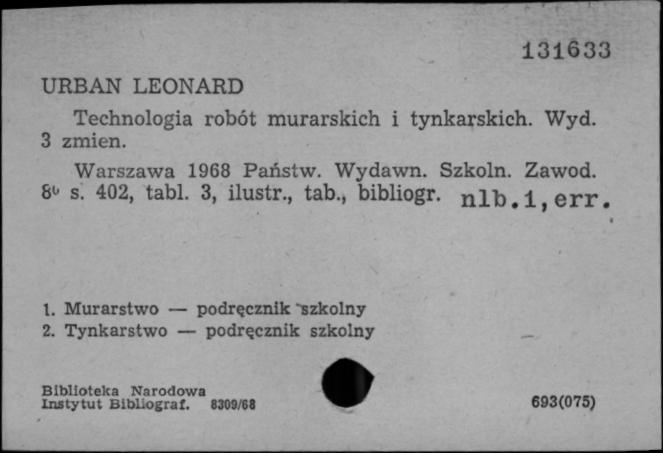 131633
URBAN LEONARD
Technologia robót murarskich i tynkarskich. Wyd.
3 zmien.
Warszawa 1968 Państw. Wydawn. Szkoln. Zawod.
8⁰ s. 402, tabl. 3, ilustr., tab., bibliogr. nlb.1,err.
1. Murarstwo — podręcznik szkolny
2. Tynkarstwo — podręcznik szkolny
Biblioteka Narodowa
Instytut Bibliograf. 8309/68
693(075)